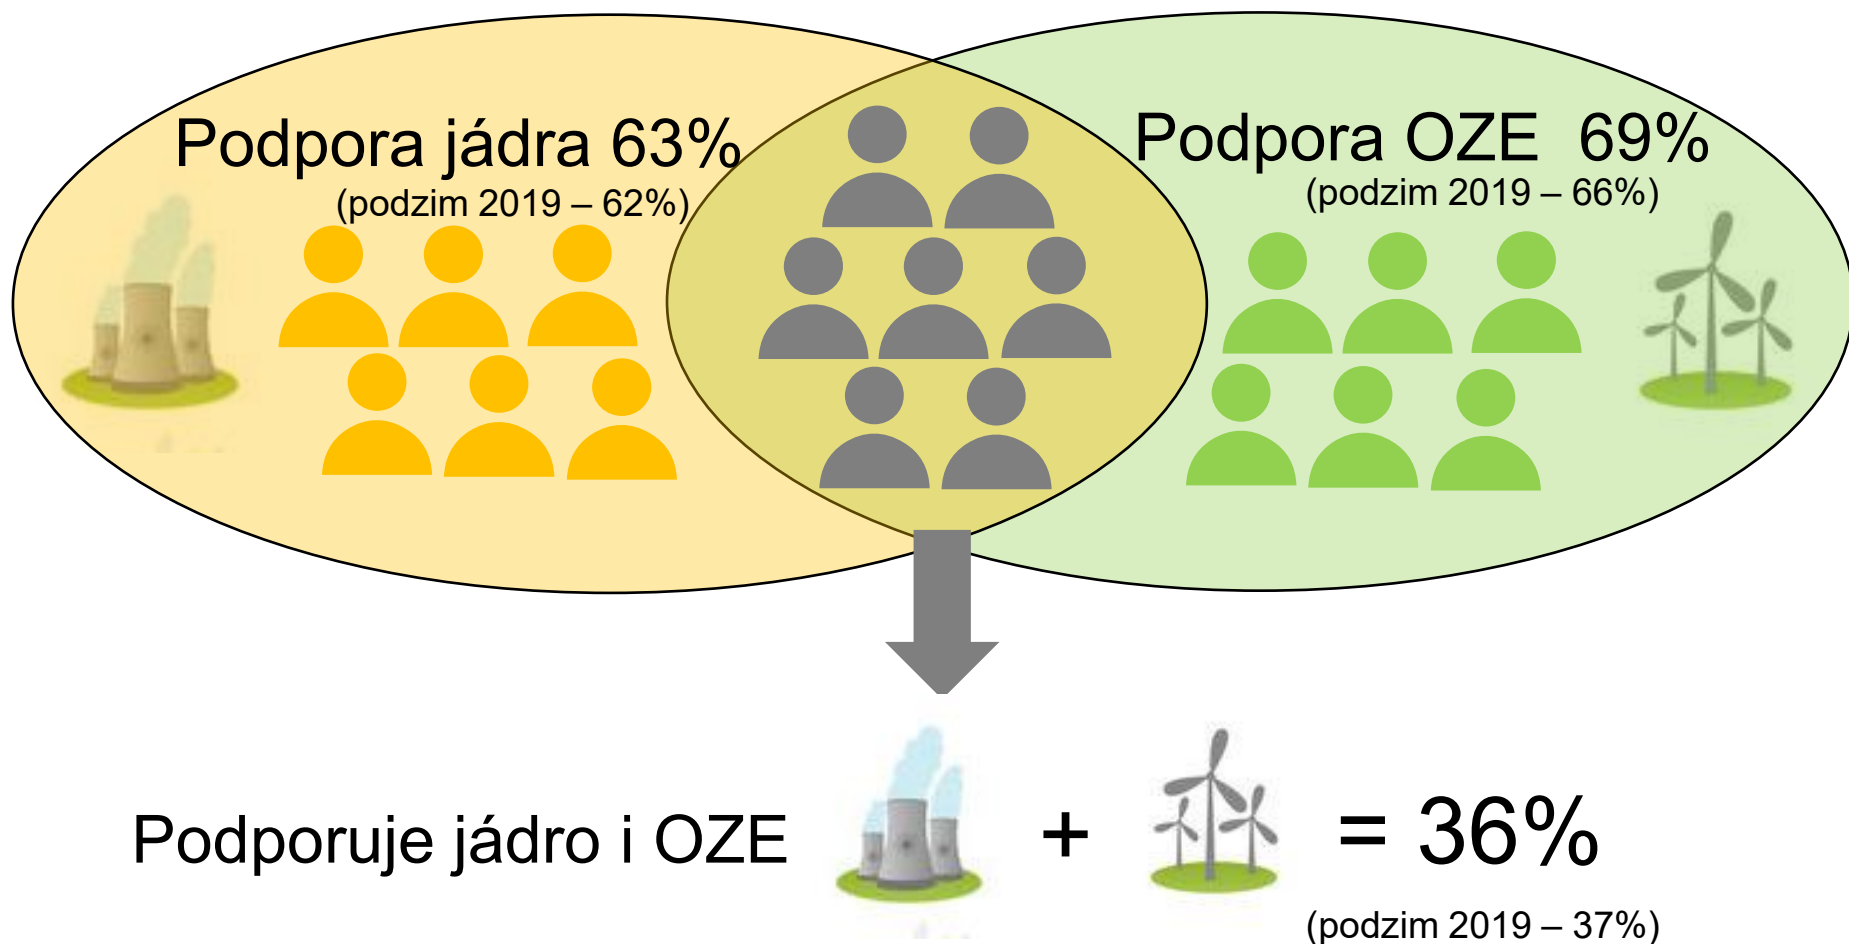 Podpora jádra 63%
(podzim 2019 – 62%)
Podpora OZE 69%
(podzim 2019 – 66%)
Podporuje jádro i OZE + = 36%
(podzim 2019 – 37%)